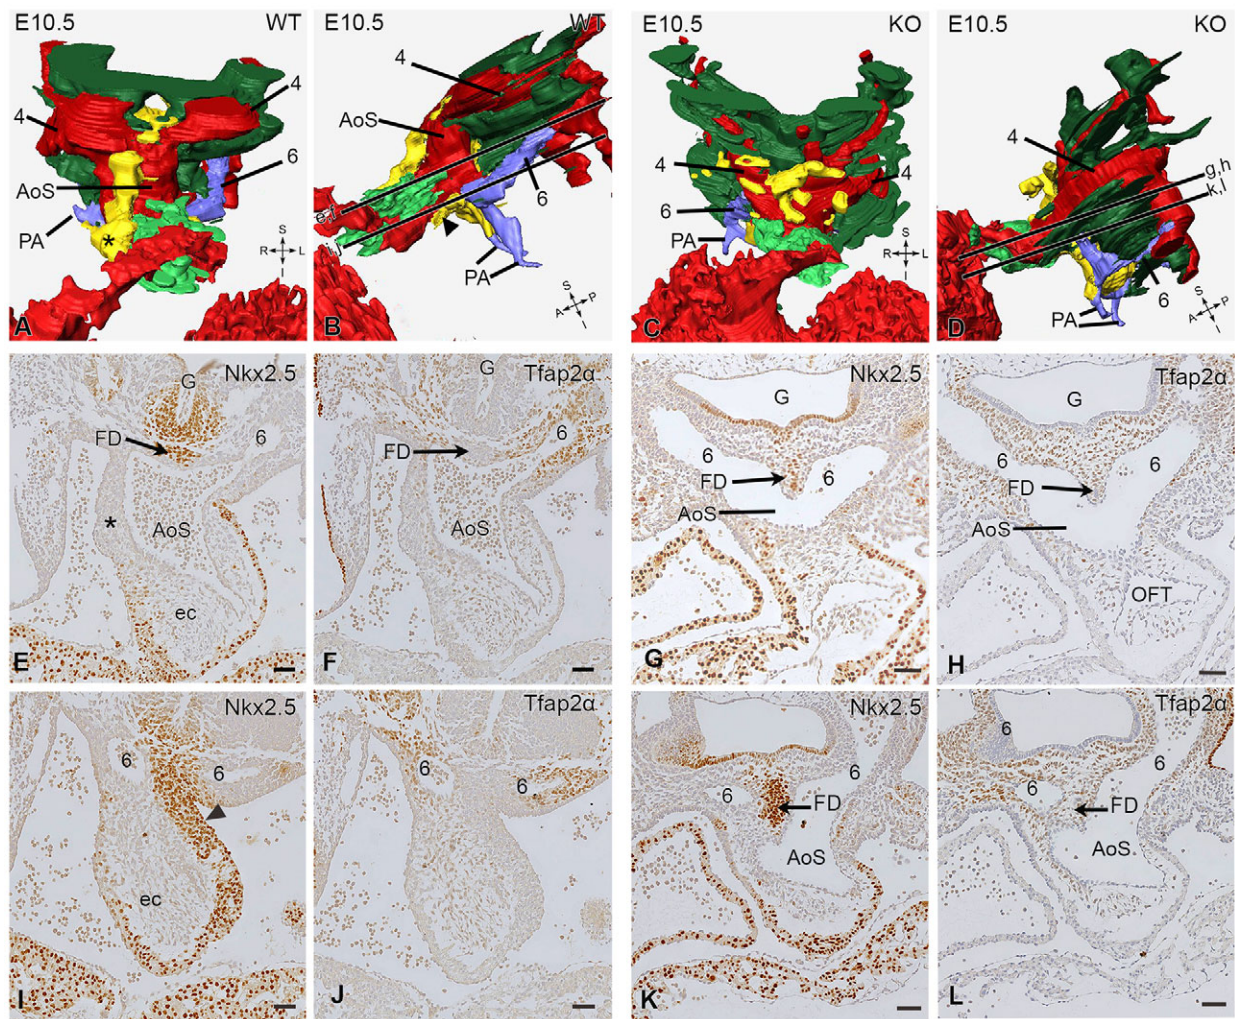 E10.5 WT
4
4
AoS
6
PA
*
S
R L
I
A
E10.5 WT
4
AoS
6
PA
S
A P
I
B
E10.5 KO
4
4
6
PA
S
R L
I
C
E10.5 KO
4
g,h
k,l
6
PA
S
A P
I
D
Nkx2.5
G
6
FD
*
AoS
ec
E
Tfap2α
G
6
FD
AoS
F
Nkx2.5
G
6
FD
6
AoS
G
Tfap2α
G
6
6
FD
AoS
OFT
H
Nkx2.5
6
6
ec
I
Tfap2α
6
6
J
Nkx2.5
6
6
FD
AoS
K
Tfap2α
6
6
6
FD
AoS
L